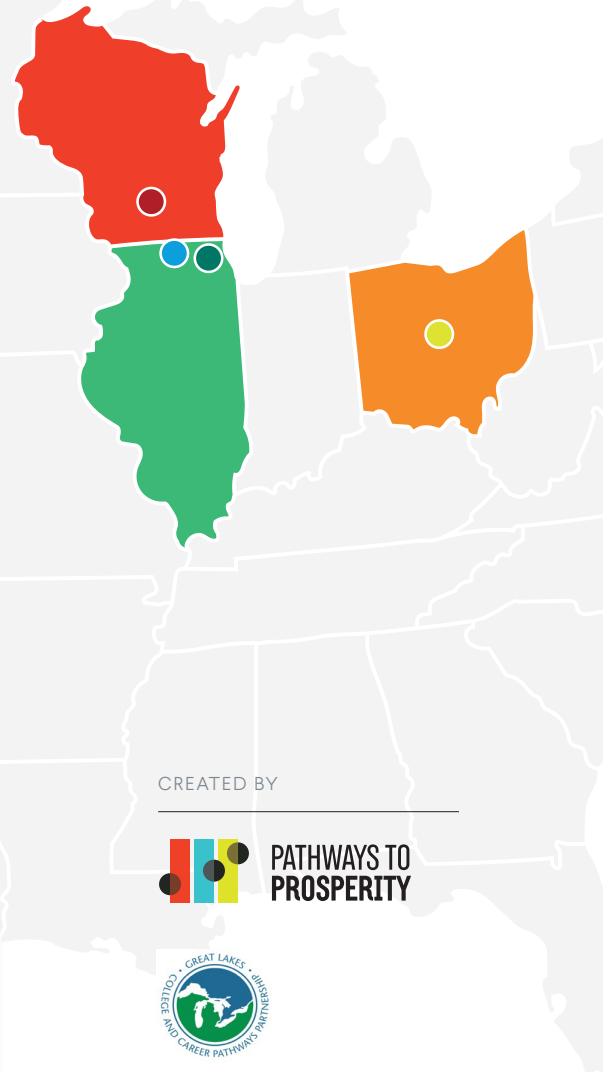 CREATED BY
PATHWAYS TO
PROSPERITY
• GREAT LAKES •
COLLEGE AND CAREER PATHWAYS PARTNERSHIP